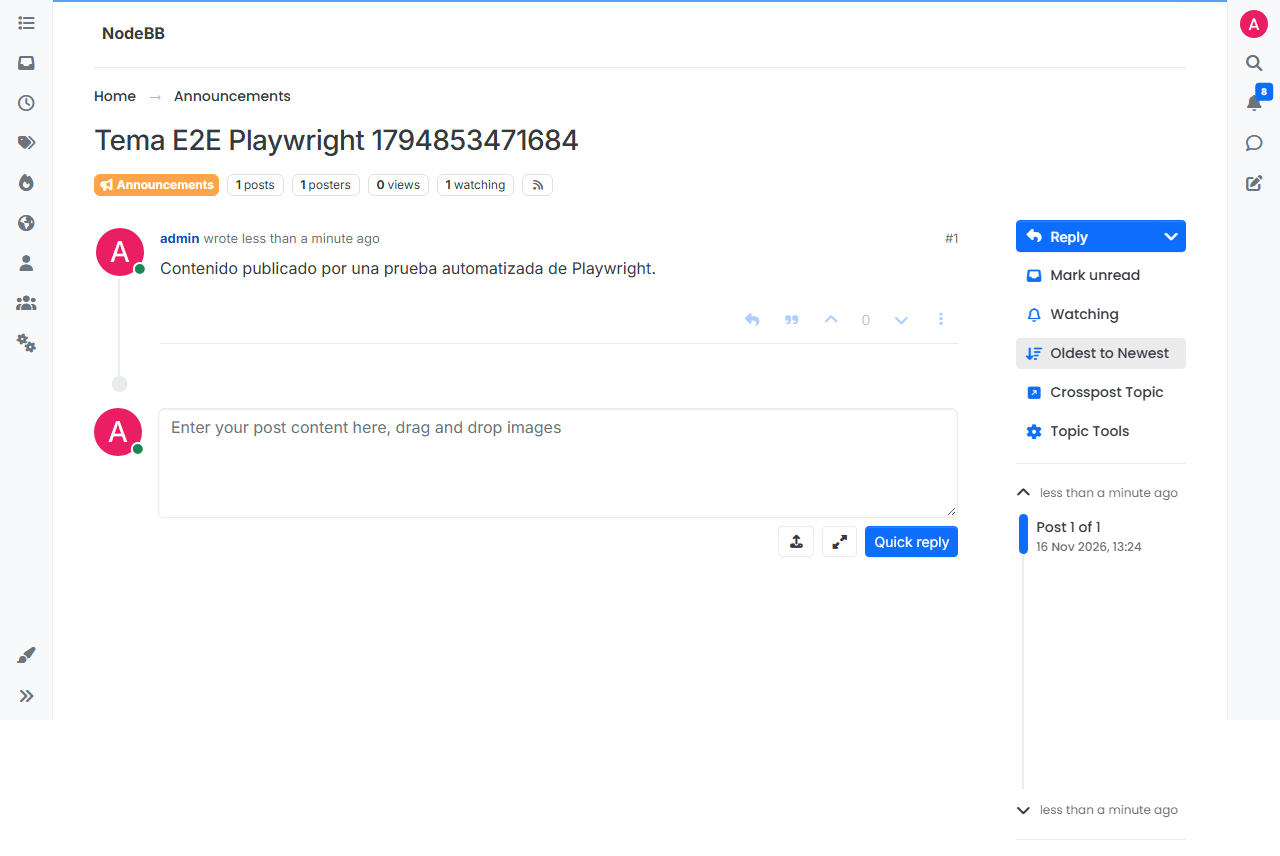 NodeBB
A
8
Home → Announcements
Tema E2E Playwright 1794853471684
Announcements 1 posts 1 posters 0 views 1 watching
A
admin wrote less than a minute ago #1
Contenido publicado por una prueba automatizada de Playwright.
0
A
Enter your post content here, drag and drop images
Quick reply
Reply
Mark unread
Watching
Oldest to Newest
Crosspost Topic
Topic Tools
less than a minute ago
Post 1 of 1
16 Nov 2026, 13:24
less than a minute ago